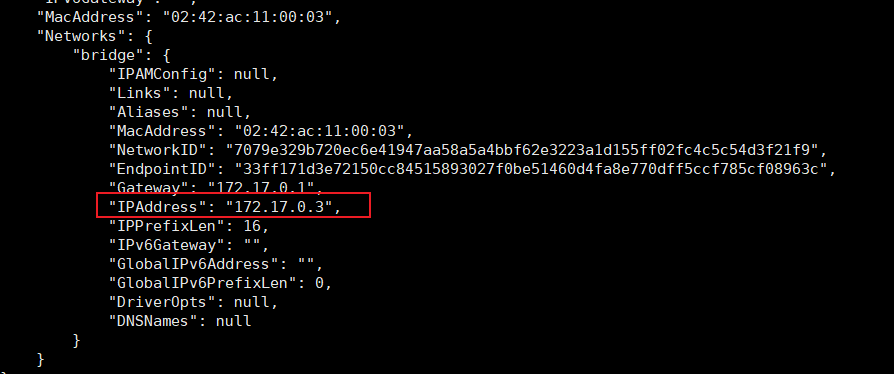 "MacAddress": "02:42:ac:11:00:03",
"Networks": {
"bridge": {
"IPAMConfig": null,
"Links": null,
"Aliases": null,
"MacAddress": "02:42:ac:11:00:03",
"NetworkID": "7079e329b720ec6e41947aa58a5a4bbf62e3223a1d155ff02fc4c5c54d3f21f9",
"EndpointID": "33ff171d3e72150cc84515893027f0be51460d4fa8e770dff5ccf785cf08963c",
"Gateway": "172.17.0.1",
"IPAddress": "172.17.0.3",
"IPPrefixLen": 16,
"IPv6Gateway": "",
"GlobalIPv6Address": "",
"GlobalIPv6PrefixLen": 0,
"DriverOpts": null,
"DNSNames": null
}
}